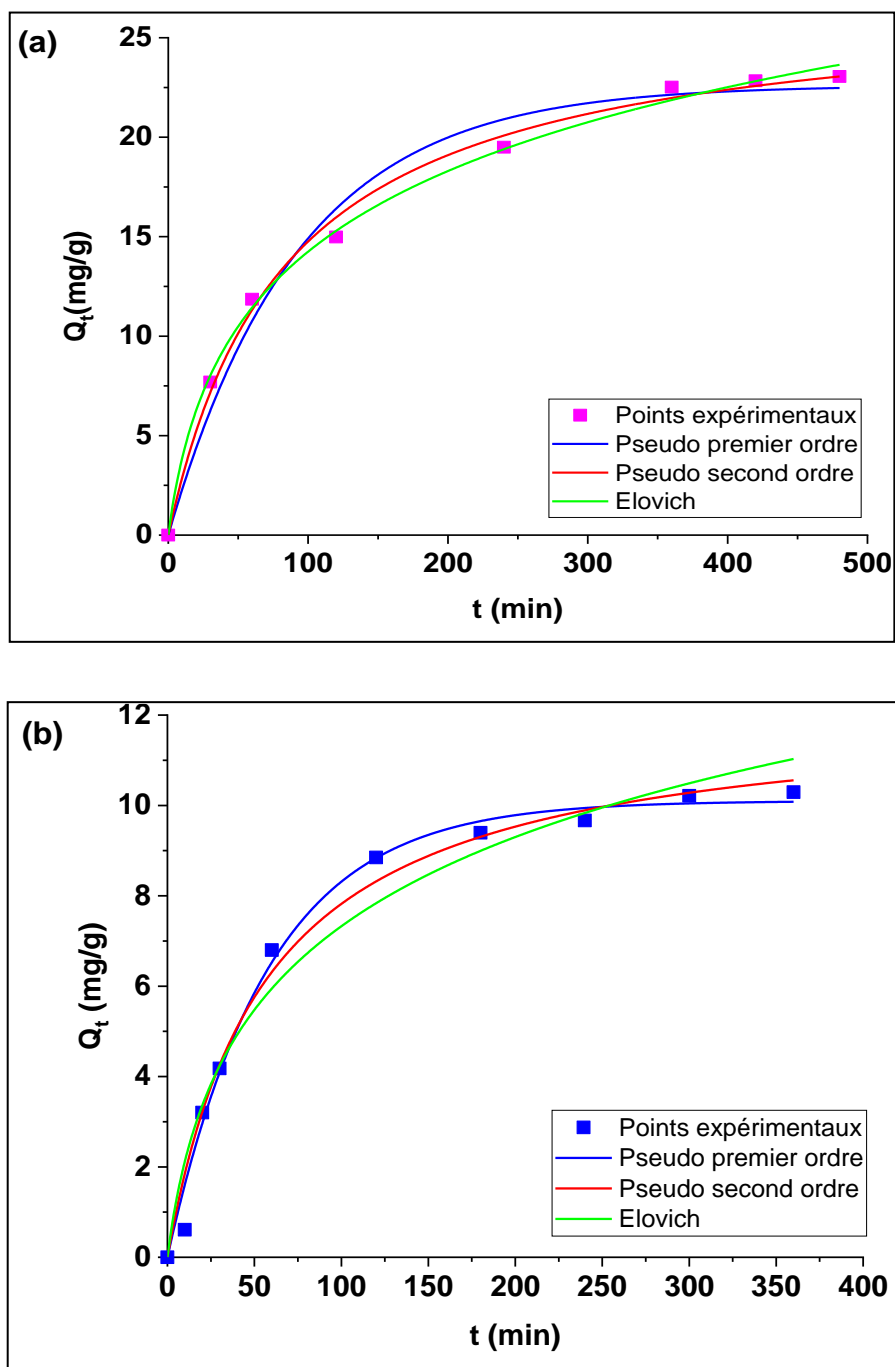 (a)
25
20
15
10
5
0
Q_t(mg/g)
0 100 200 300 400 500
t (min)
Points expérimentaux
Pseudo premier ordre
Pseudo second ordre
Elovich
(b)
12
10
8
6
4
2
0
Q_t (mg/g)
0 50 100 150 200 250 300 350 400
t (min)
Points expérimentaux
Pseudo premier ordre
Pseudo second ordre
Elovich